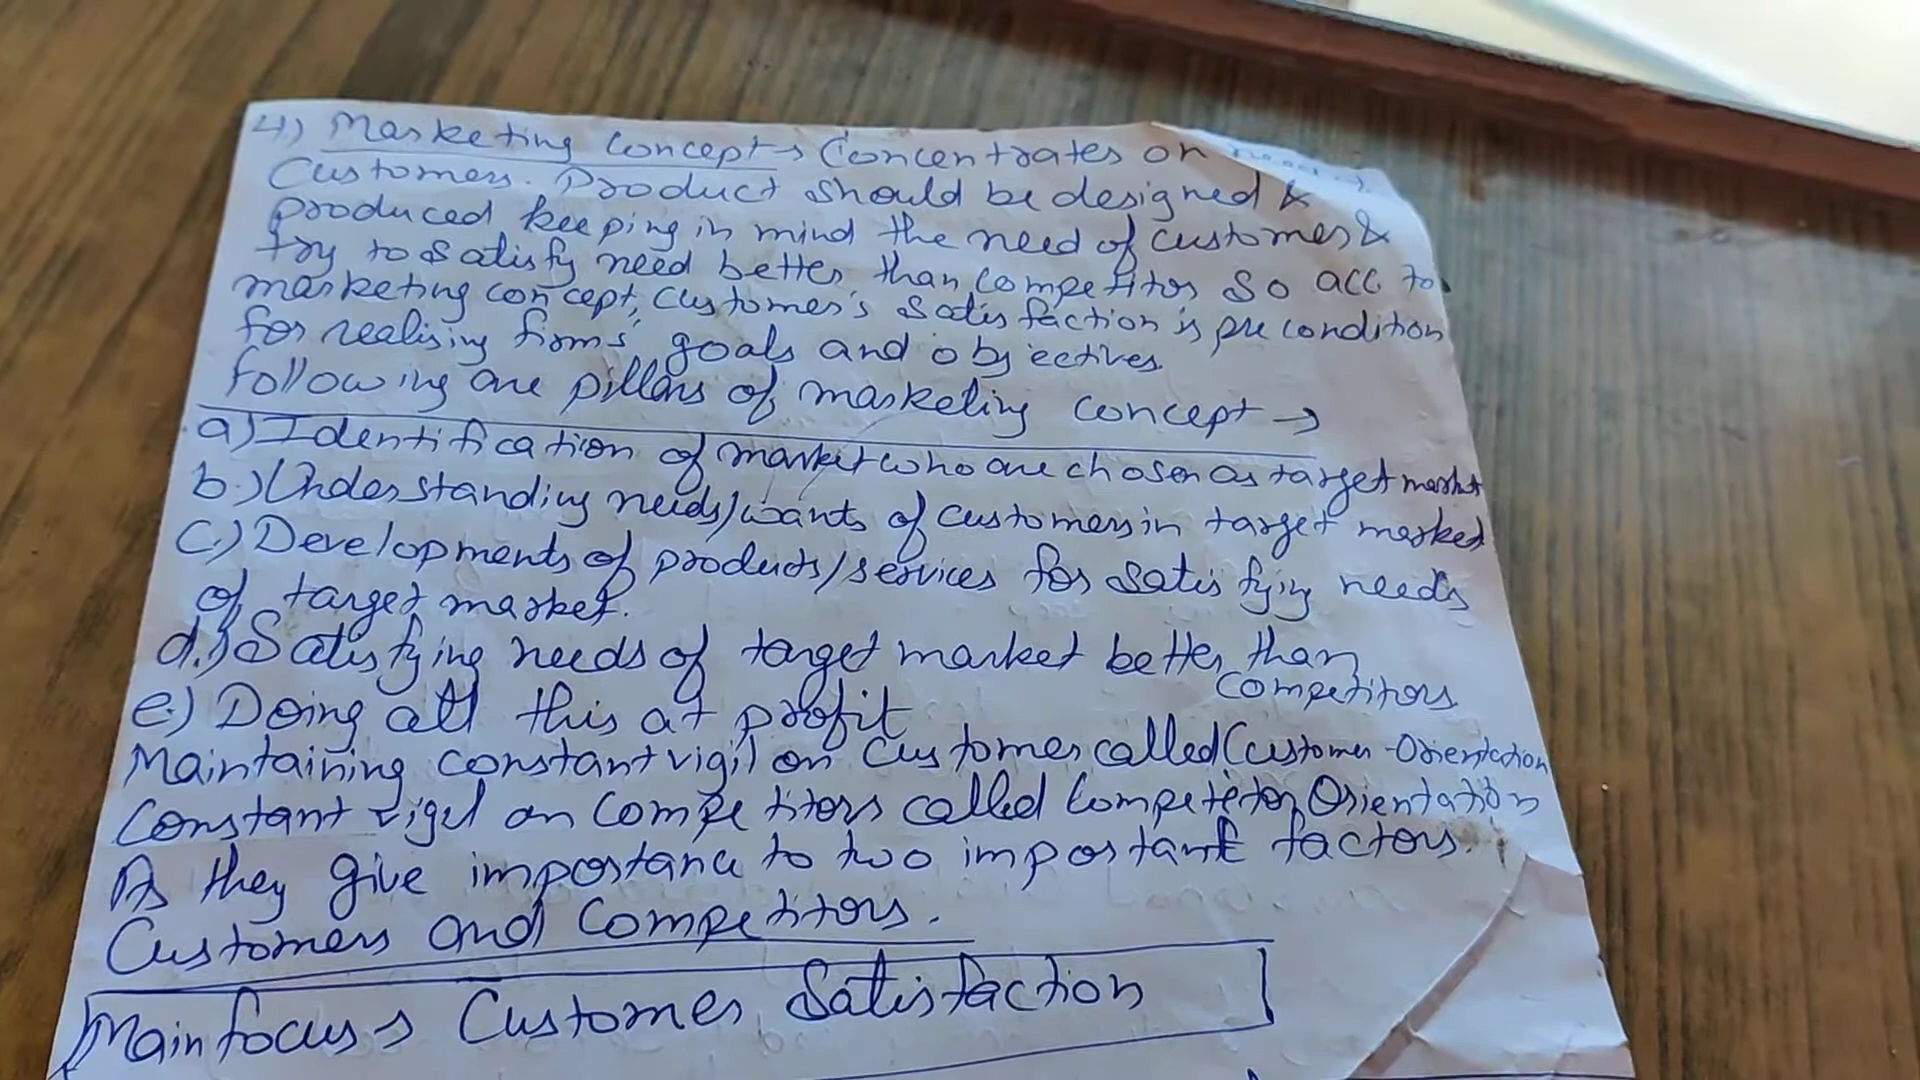 4) Marketing Concept → Concentrates on
Customers. Product should be designed &
produced keeping in mind the need of customer &
try to satisfy need better than competitor so acc to
marketing concept, customer's satisfaction is pre condition
for realising firm's goals and objectives.
Following are pillars of marketing concept →
a) Identification of market who are chosen as target market
b.) Understanding needs/wants of customers in target market
C.) Developments of products/services for satisfying needs
of target market.
d.) Satisfying needs of target market better than
competitors
e.) Doing all this at profit
Maintaining constant vigil on customer called Customer-Orientation
Constant vigil on competitors called Competetor Orientation
As they give importance to two important factors.
Customers and Competitors.
Main focus → Customer Satisfaction